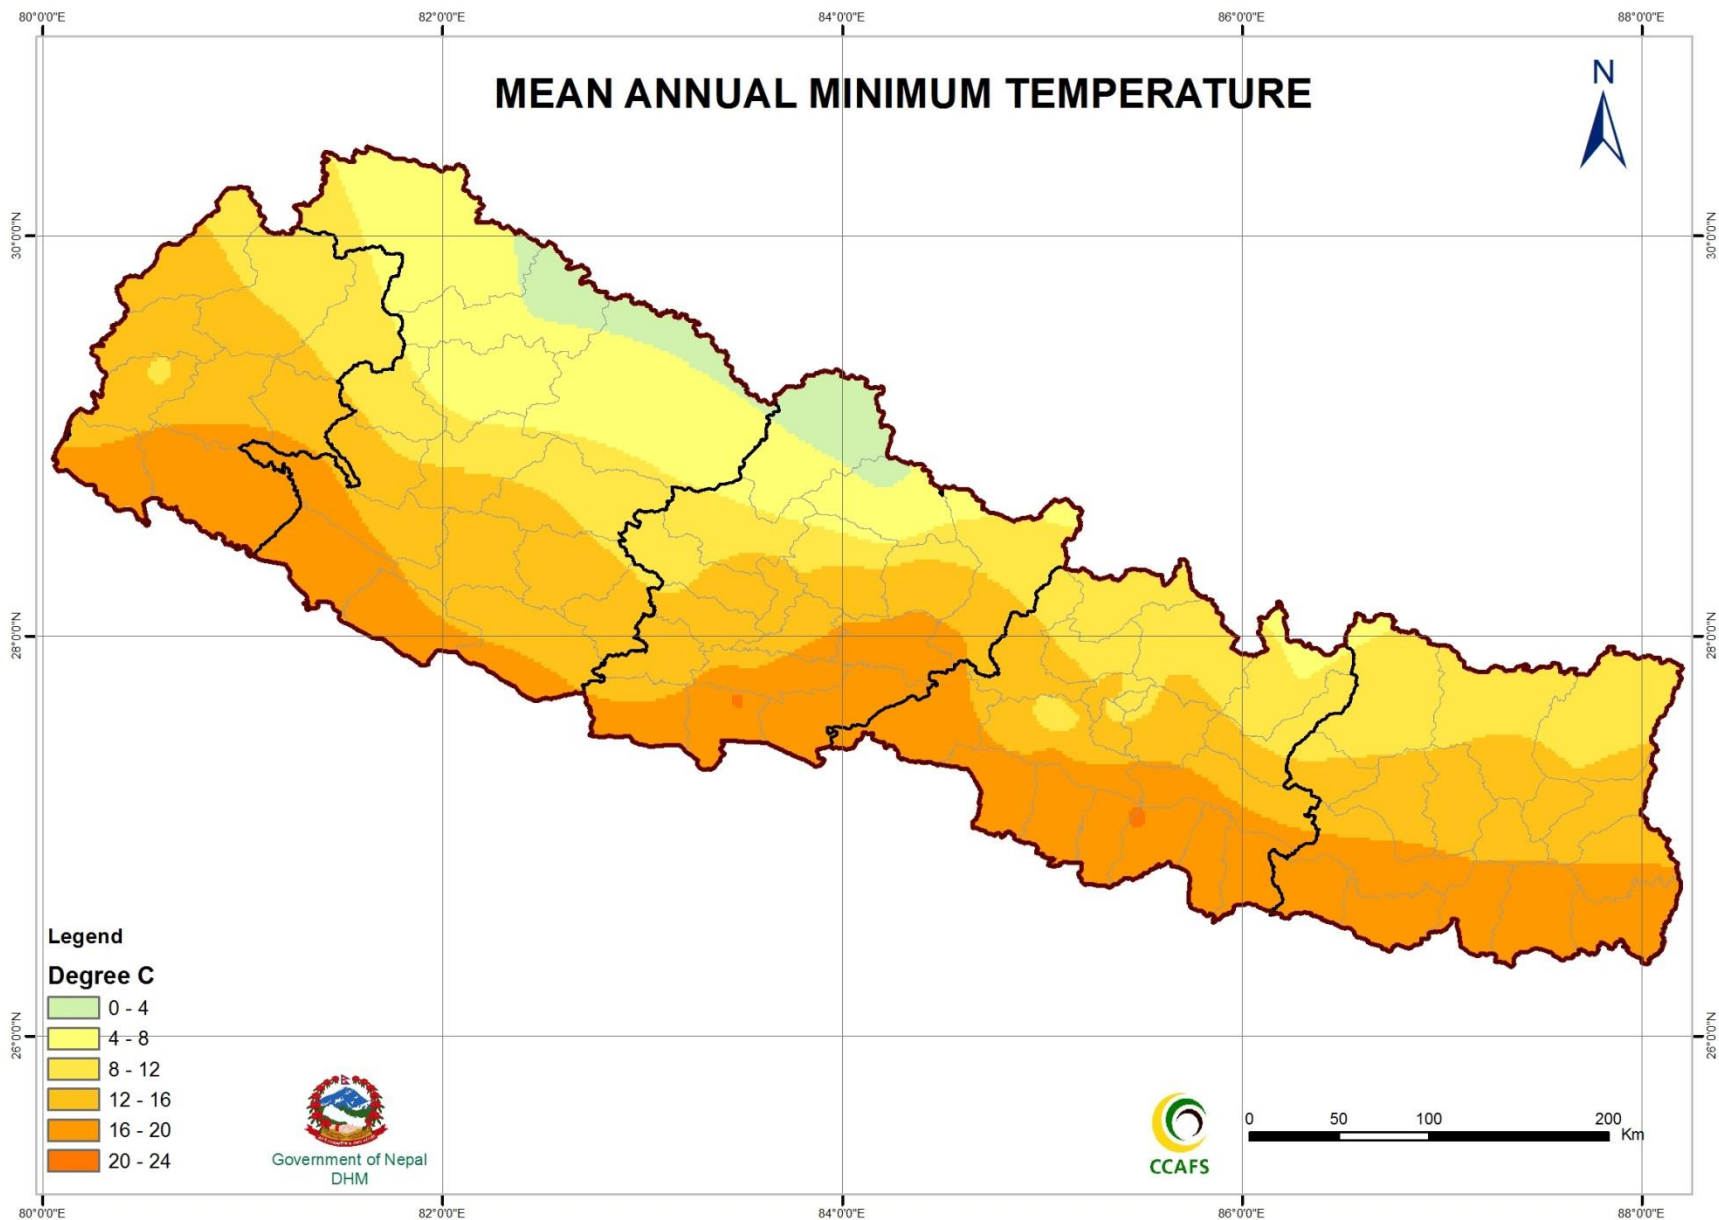 80°0'0"E 82°0'0"E 84°0'0"E 86°0'0"E 88°0'0"E
MEAN ANNUAL MINIMUM TEMPERATURE
N
30°0'0"N 30°0'0"N
28°0'0"N 28°0'0"N
26°0'0"N 26°0'0"N
Legend
Degree C
0 - 4
4 - 8
8 - 12
12 - 16
16 - 20
20 - 24
Government of Nepal
DHM
CCAFS
0 50 100 200
Km
80°0'0"E 82°0'0"E 84°0'0"E 86°0'0"E 88°0'0"E